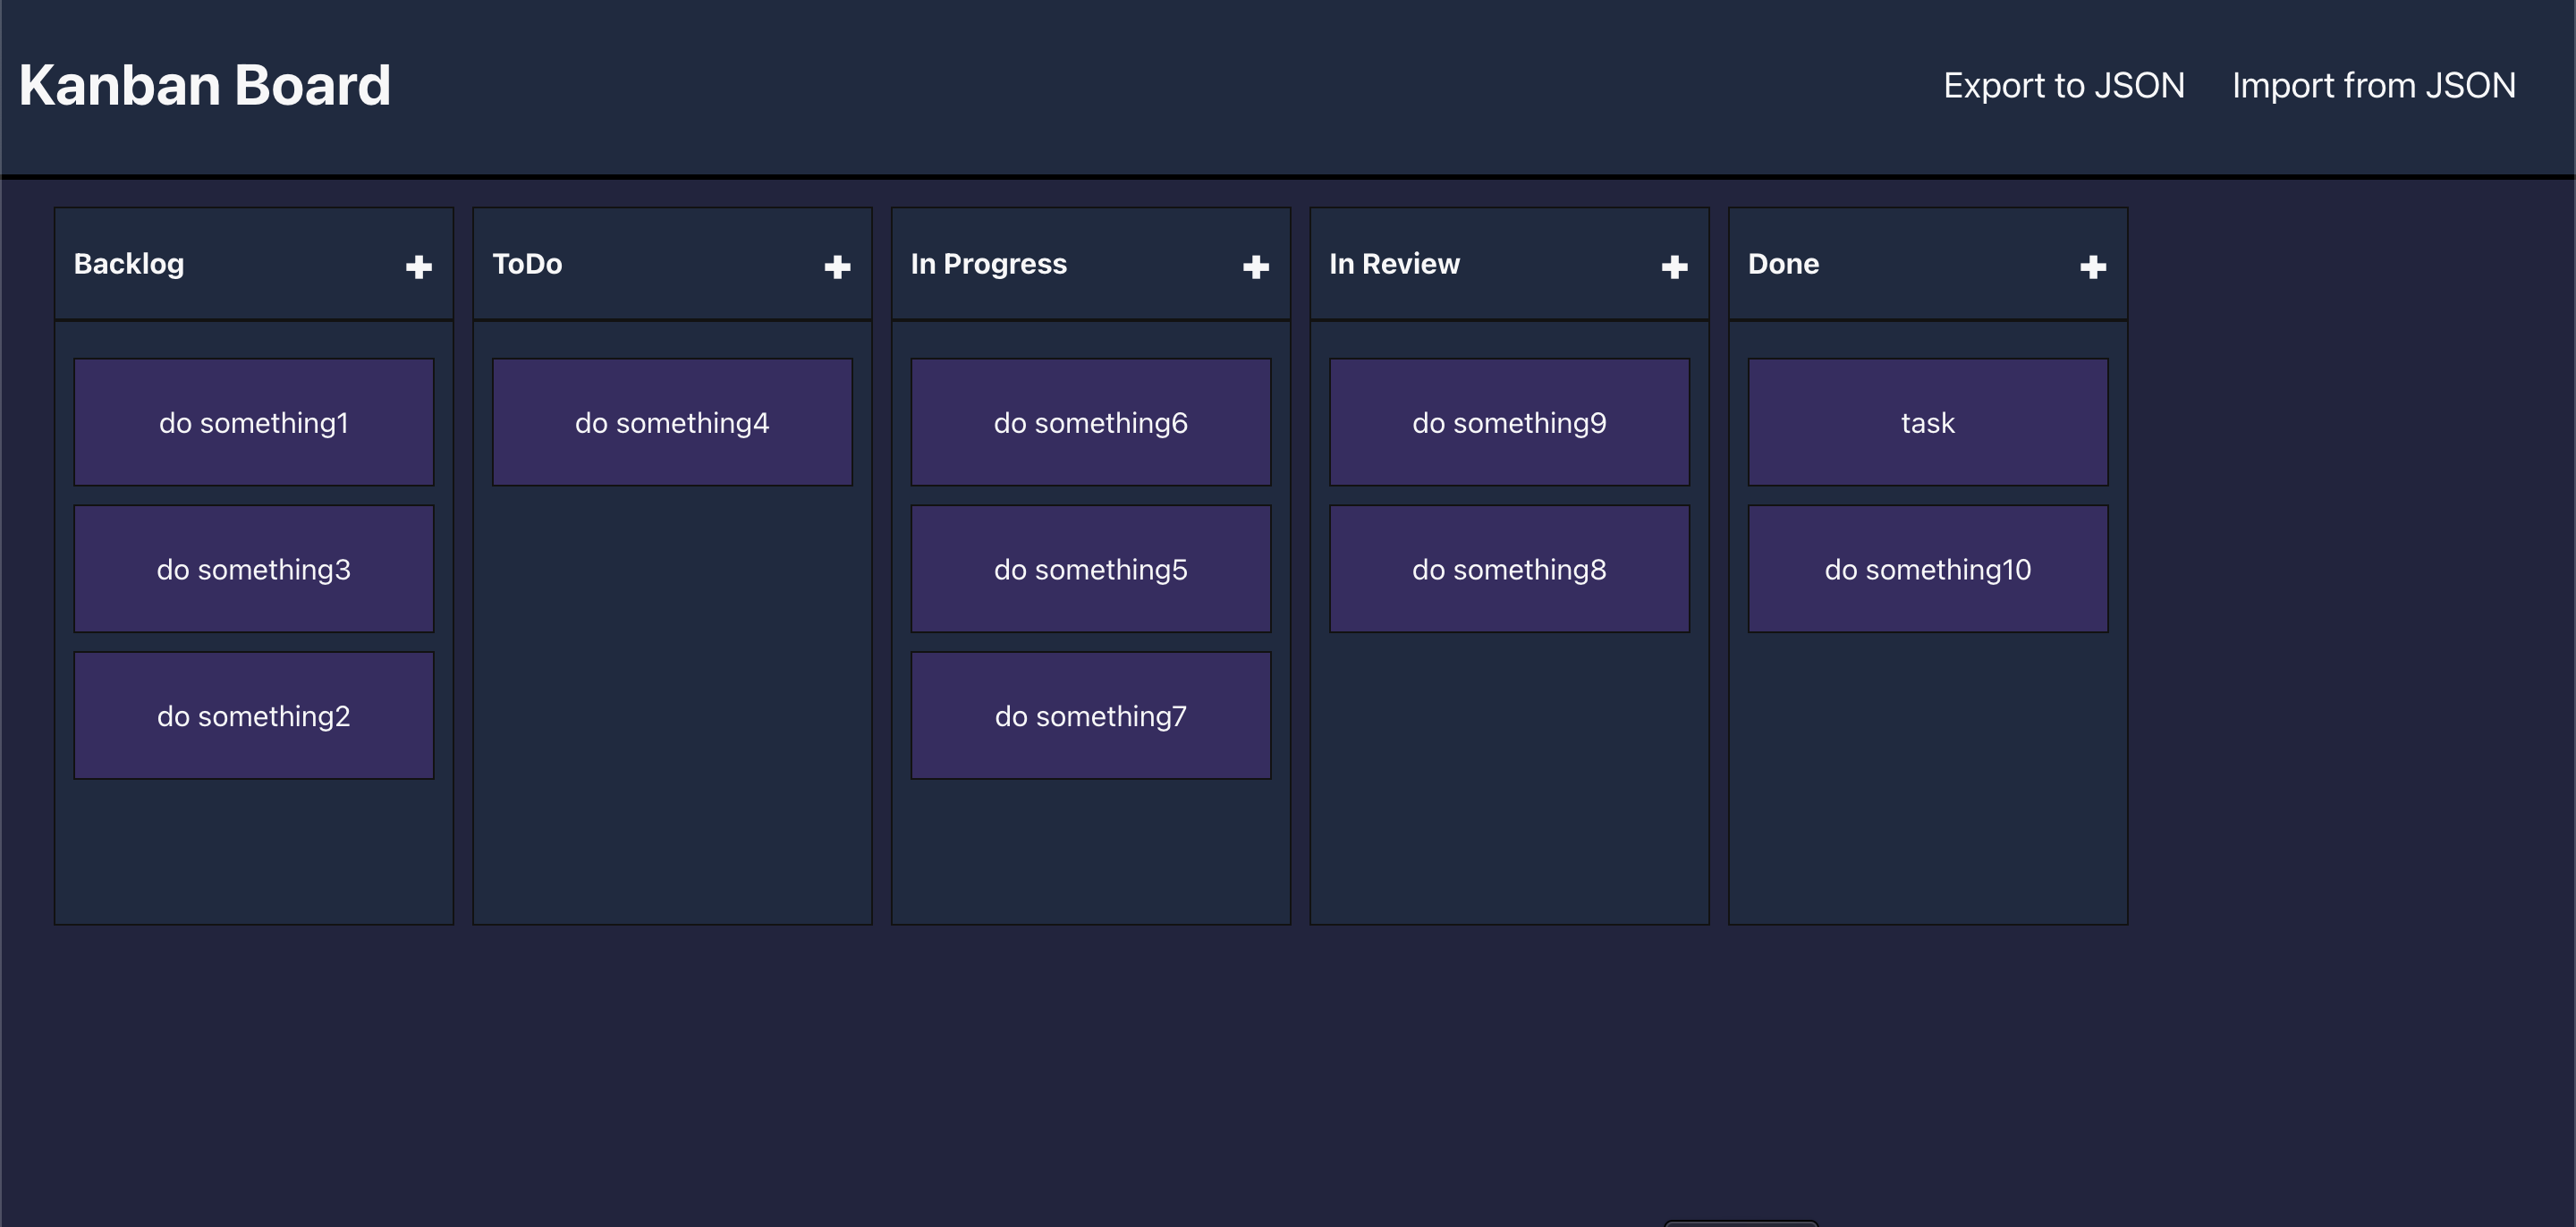 Kanban Board
Export to JSON
Import from JSON
Backlog
do something1
do something3
do something2
ToDo
do something4
In Progress
do something6
do something5
do something7
In Review
do something9
do something8
Done
task
do something10